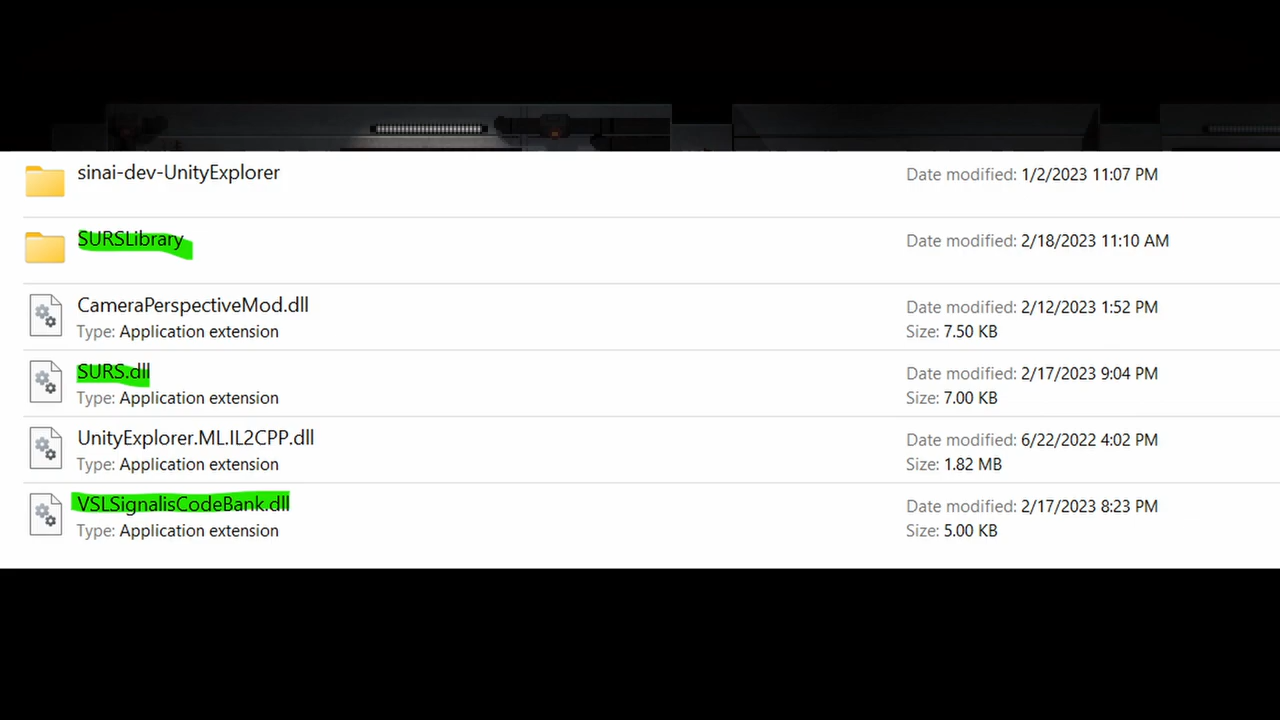 sinai-dev-UnityExplorer
Date modified: 1/2/2023 11:07 PM
SURSLibrary
Date modified: 2/18/2023 11:10 AM
CameraPerspectiveMod.dll
Date modified: 2/12/2023 1:52 PM
Type: Application extension
Size: 7.50 KB
SURS.dll
Date modified: 2/17/2023 9:04 PM
Type: Application extension
Size: 7.00 KB
UnityExplorer.ML.IL2CPP.dll
Date modified: 6/22/2022 4:02 PM
Type: Application extension
Size: 1.82 MB
VSLSignalisCodeBank.dll
Date modified: 2/17/2023 8:23 PM
Type: Application extension
Size: 5.00 KB